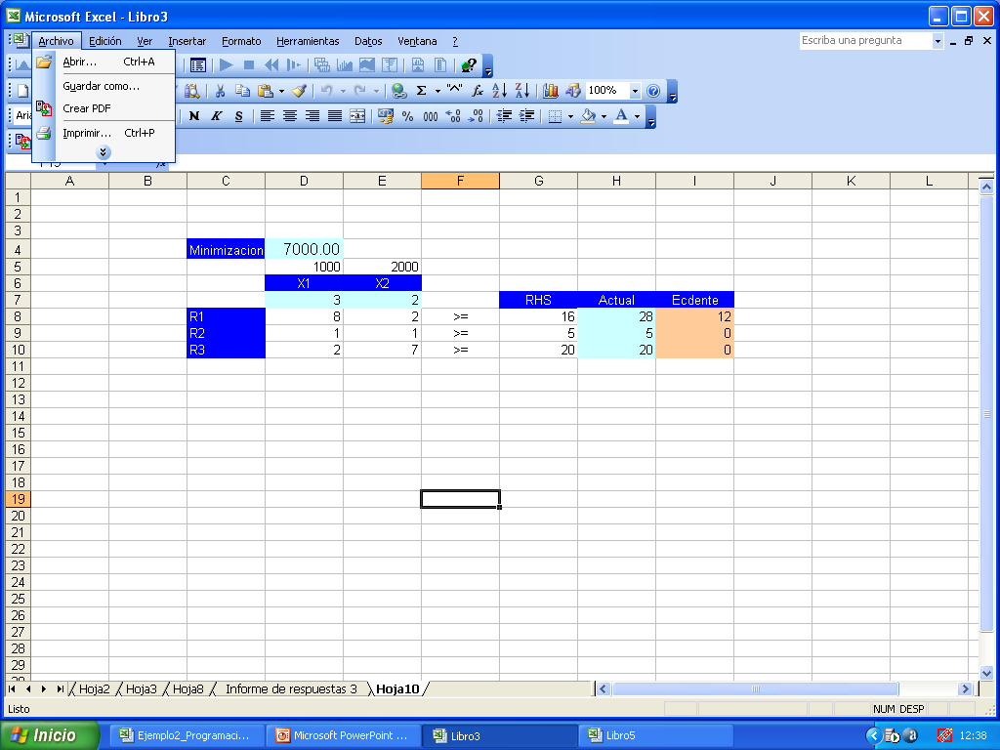 Microsoft Excel - Libro3
Archivo Edición Ver Insertar Formato Herramientas Datos Ventana ? Escriba una pregunta
Abrir... Ctrl+A
Guardar como...
Crear PDF
Imprimir... Ctrl+P
Σ fx 100%
N K S % 000 A
A B C D E F G H I J K L
1
2
3
4 Minimizacion 7000.00
5 1000 2000
6 X1 X2
7 3 2 RHS Actual Ecdente
8 R1 8 2 >= 16 28 12
9 R2 1 1 >= 5 5 0
10 R3 2 7 >= 20 20 0
11
12
13
14
15
16
17
18
19
20
21
22
23
24
25
26
27
28
29
Hoja2 Hoja3 Hoja8 Informe de respuestas 3 Hoja10
Listo NUM DESP
Inicio Ejemplo2_Programaci... Microsoft PowerPoint ... Libro3 Libro5 12:38